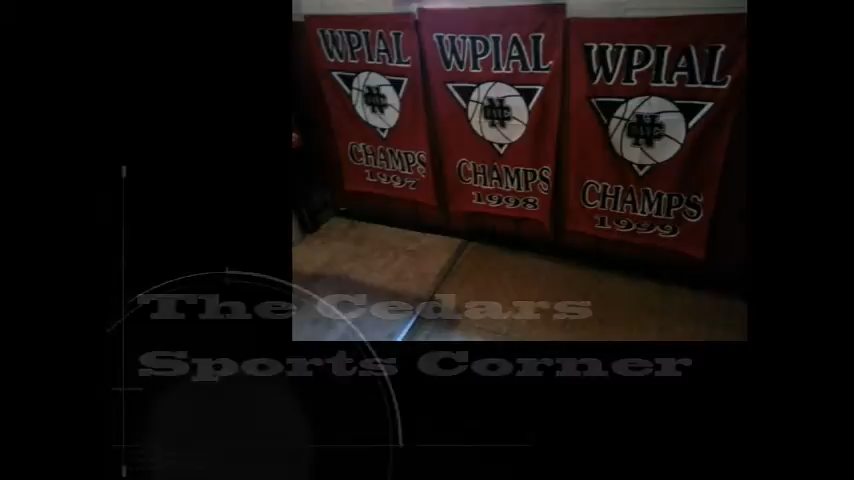 WPIAL
CHAMPS
1997
WPIAL
CHAMPS
1998
WPIAL
CHAMPS
1999
The Cedars
Sports Corner